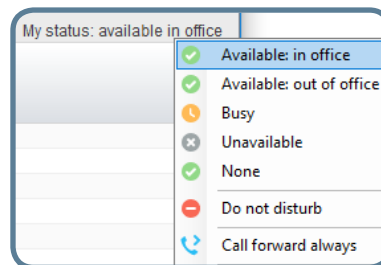 My status: available in office
Available: in office
Available: out of office
Busy
Unavailable
None
Do not disturb
Call forward always